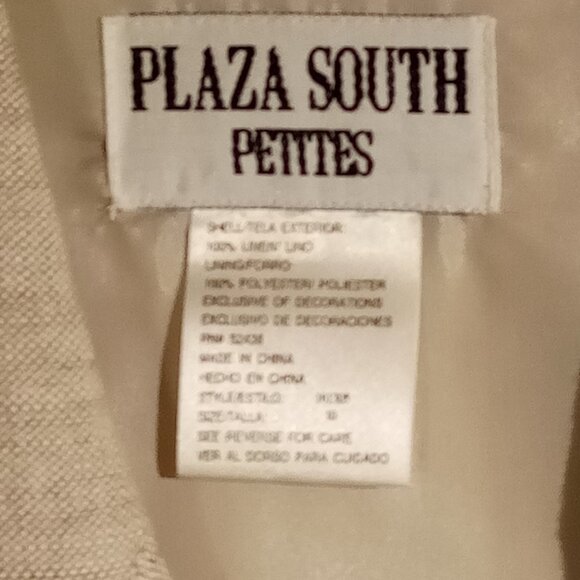 PLAZA SOUTH
PETITES
SHELL-TELA EXTERIOR:
100% LINEN/ LINO
LINING/FORRO
100% POLYESTER/ POLIESTER
EXCLUSIVE OF DECORATIONS
EXCLUSIVO DE DECORACIONES
RN#
MADE IN CHINA
HECHO EN CHINA
STYLE/ESTILO:
SIZE/TALLA:
SEE REVERSE FOR CARE
VER AL DORSO PARA CUIDADO